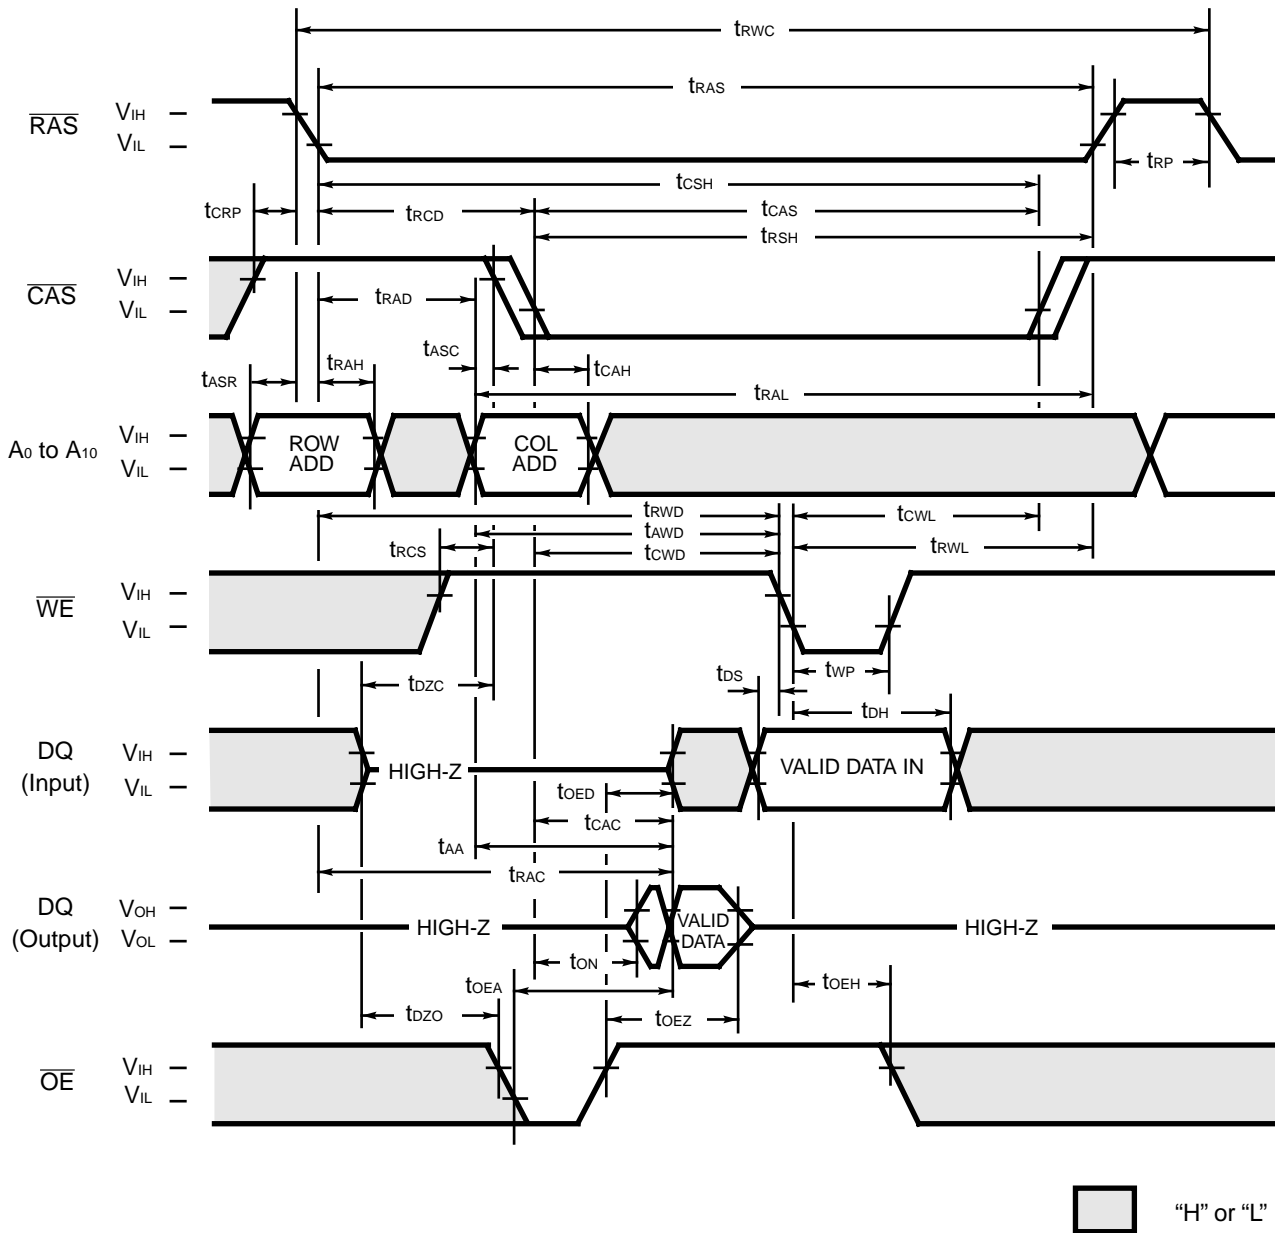 tRWC
tRAS
RAS
VIH
VIL
tRP
tCSH
tCRP
tRCD
tCAS
tRSH
CAS
VIH
VIL
tRAD
tASC
tRAH
tASR
tCAH
tRAL
A0 to A10
VIH
VIL
ROW
ADD
COL
ADD
tRWD
tCWL
tAWD
tRCS
tCWD
tRWL
WE
VIH
VIL
tDZC
tDS
tWP
tDH
DQ
(Input)
VIH
VIL
HIGH-Z
VALID DATA IN
tOED
tCAC
tAA
tRAC
DQ
(Output)
VOH
VOL
HIGH-Z
VALID
DATA
HIGH-Z
tON
tOEA
tOEH
tDZO
tOEZ
OE
VIH
VIL
“H” or “L”